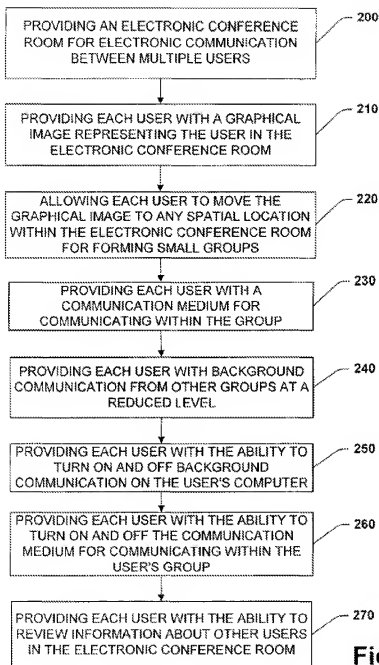 PROVIDING AN ELECTRONIC CONFERENCE
ROOM FOR ELECTRONIC COMMUNICATION
BETWEEN MULTIPLE USERS
200
PROVIDING EACH USER WITH A GRAPHICAL
IMAGE REPRESENTING THE USER IN THE
ELECTRONIC CONFERENCE ROOM
210
ALLOWING EACH USER TO MOVE THE
GRAPHICAL IMAGE TO ANY SPATIAL LOCATION
WITHIN THE ELECTRONIC CONFERENCE ROOM
FOR FORMING SMALL GROUPS
220
PROVIDING EACH USER WITH A
COMMUNICATION MEDIUM FOR
COMMUNICATING WITHIN THE GROUP
230
PROVIDING EACH USER WITH BACKGROUND
COMMUNICATION FROM OTHER GROUPS AT A
REDUCED LEVEL
240
PROVIDING EACH USER WITH THE ABILITY TO
TURN ON AND OFF BACKGROUND
COMMUNICATION ON THE USER'S COMPUTER
250
PROVIDING EACH USER WITH THE ABILITY TO
TURN ON AND OFF THE COMMUNICATION
MEDIUM FOR COMMUNICATING WITHIN THE
USER'S GROUP
260
PROVIDING EACH USER WITH THE ABILITY TO
REVIEW INFORMATION ABOUT OTHER USERS
IN THE ELECTRONIC CONFERENCE ROOM
270